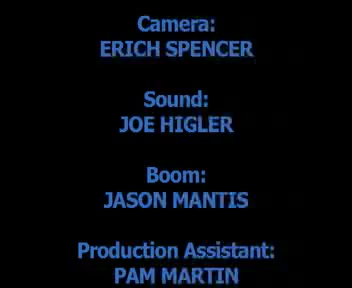 Camera:
ERICH SPENCER
Sound:
JOE HIGLER
Boom:
JASON MANTIS
Production Assistant:
PAM MARTIN